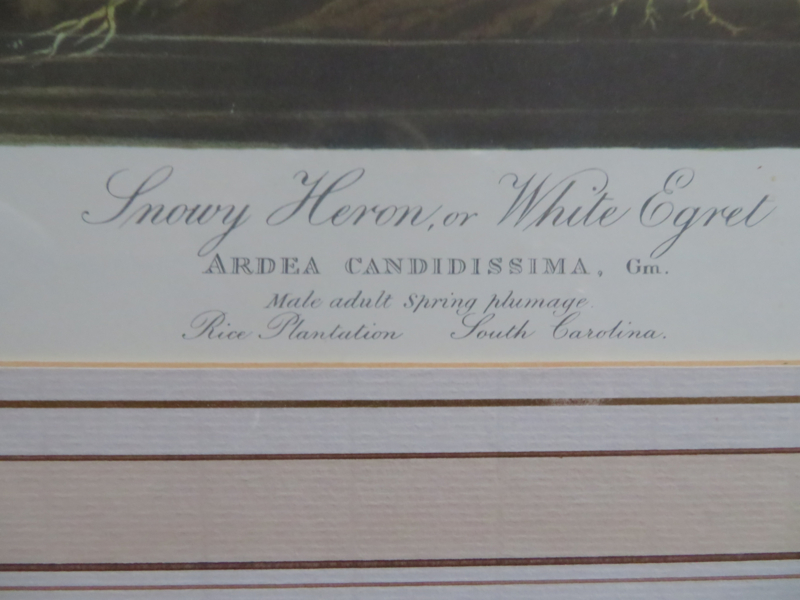 Snowy Heron, or White Egret
ARDEA CANDIDISSIMA, Gm.
Male adult Spring plumage.
Rice Plantation South Carolina.